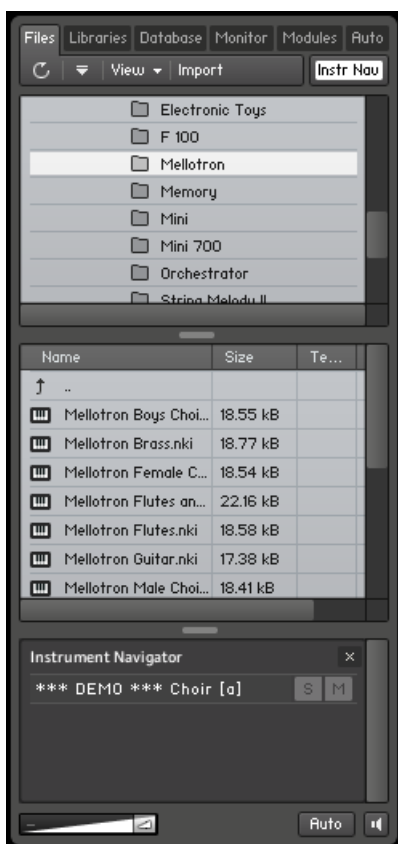 Files Libraries Database Monitor Modules Auto
View Import Instr Nav
Electronic Toys
F 100
Mellotron
Memory
Mini
Mini 700
Orchestrator
String Melody II
Name Size Te...
..
Mellotron Boys Choi... 18.55 kB
Mellotron Brass.nki 18.77 kB
Mellotron Female C... 18.54 kB
Mellotron Flutes an... 22.16 kB
Mellotron Flutes.nki 18.58 kB
Mellotron Guitar.nki 17.38 kB
Mellotron Male Choi... 18.41 kB
Instrument Navigator ×
*** DEMO *** Choir [a] S M
Auto